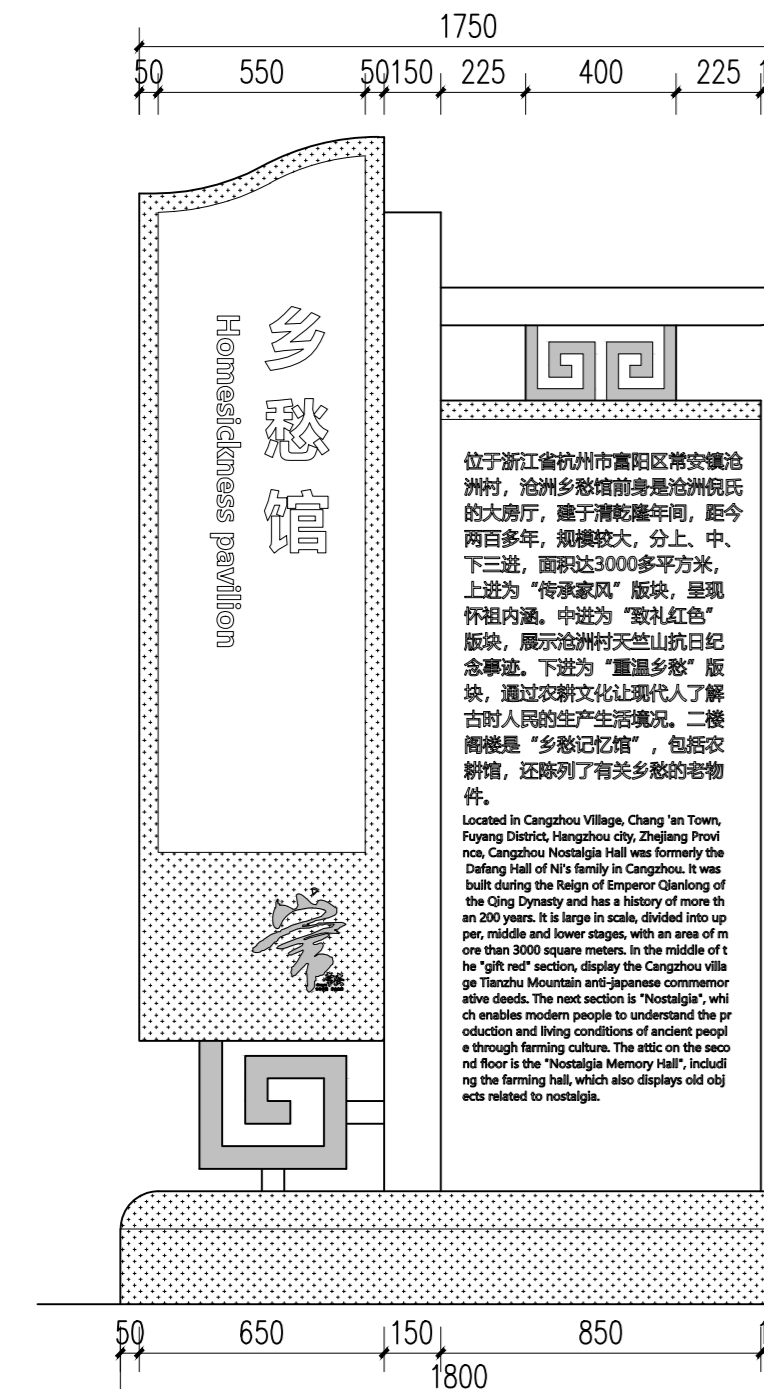 1750
50 550 50 150 225 400 225
乡愁馆
Homesickness pavilion
位于浙江省杭州市富阳区常安镇沧
洲村，沧洲乡愁馆前身是沧洲倪氏
的大房厅，建于清乾隆年间，距今
两百多年，规模较大，分上、中、
下三进，面积达3000多平方米，
上进为“传承家风”版块，呈现
怀祖内涵。中进为“致礼红色”
版块，展示沧洲村天竺山抗日纪
念事迹。下进为“重温乡愁”版
块，通过农耕文化让现代人了解
古时人民的生产生活境况。二楼
阁楼是“乡愁记忆馆”，包括农
耕馆，还陈列了有关乡愁的老物
件。
Located in Cangzhou Village, Chang 'an Town,
Fuyang District, Hangzhou city, Zhejiang Provi
nce, Cangzhou Nostalgia Hall was formerly the
Dafang Hall of Ni's family in Cangzhou. It was
built during the Reign of Emperor Qianlong of
the Qing Dynasty and has a history of more th
an 200 years. It is large in scale, divided into up
per, middle and lower stages, with an area of m
ore than 3000 square meters. In the middle of t
he "gift red" section, display the Cangzhou villa
ge Tianzhu Mountain anti-japanese commemor
ative deeds. The next section is "Nostalgia", whi
ch enables modern people to understand the pr
oduction and living conditions of ancient peopl
e through farming culture. The attic on the seco
nd floor is the "Nostalgia Memory Hall", includi
ng the farming hall, which also displays old obj
ects related to nostalgia.
50 650 150 850
1800